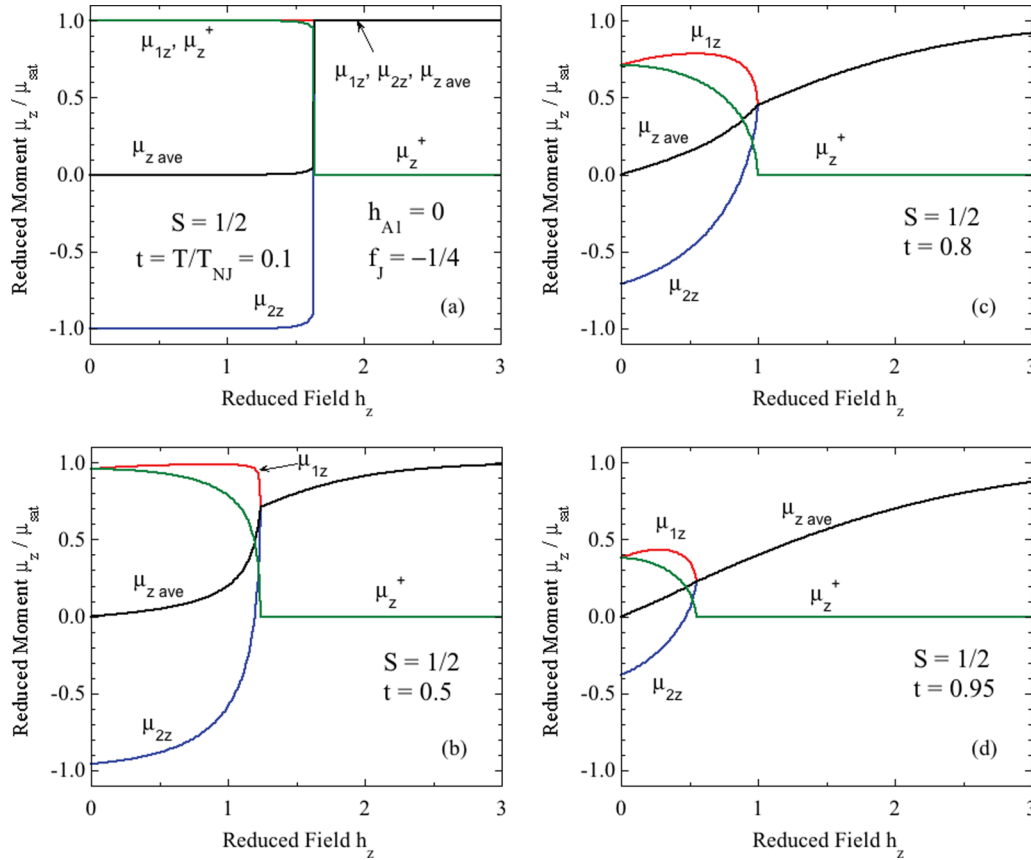 Reduced Moment μz / μsat
1.0
0.5
0.0
-0.5
-1.0
μ1z, μz+
μ1z, μ2z, μz ave
μz ave
μz+
S = 1/2
t = T/TNJ = 0.1
hA1 = 0
fJ = −1/4
μ2z
(a)
0 1 2 3
Reduced Field hz
Reduced Moment μz / μsat
1.0
0.5
0.0
-0.5
-1.0
μ1z
μz ave
μz+
S = 1/2
t = 0.8
μ2z
(c)
0 1 2 3
Reduced Field hz
Reduced Moment μz / μsat
1.0
0.5
0.0
-0.5
-1.0
μ1z
μz ave
μz+
S = 1/2
t = 0.5
μ2z
(b)
0 1 2 3
Reduced Field hz
Reduced Moment μz / μsat
1.0
0.5
0.0
-0.5
-1.0
μz ave
μ1z
μz+
S = 1/2
t = 0.95
μ2z
(d)
0 1 2 3
Reduced Field hz